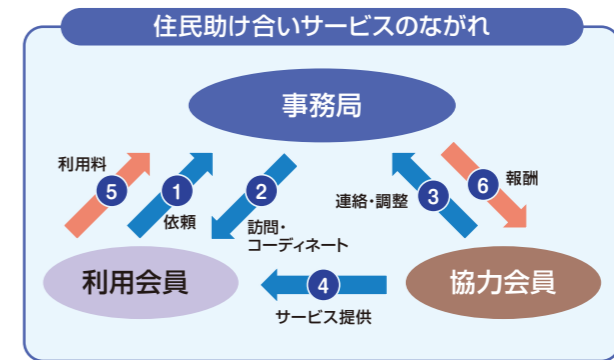 住民助け合いサービスのながれ
事務局
利用料
5
1
依頼
2
訪問・
コーディネート
連絡・調整
3
6
報酬
利用会員
4
サービス提供
協力会員